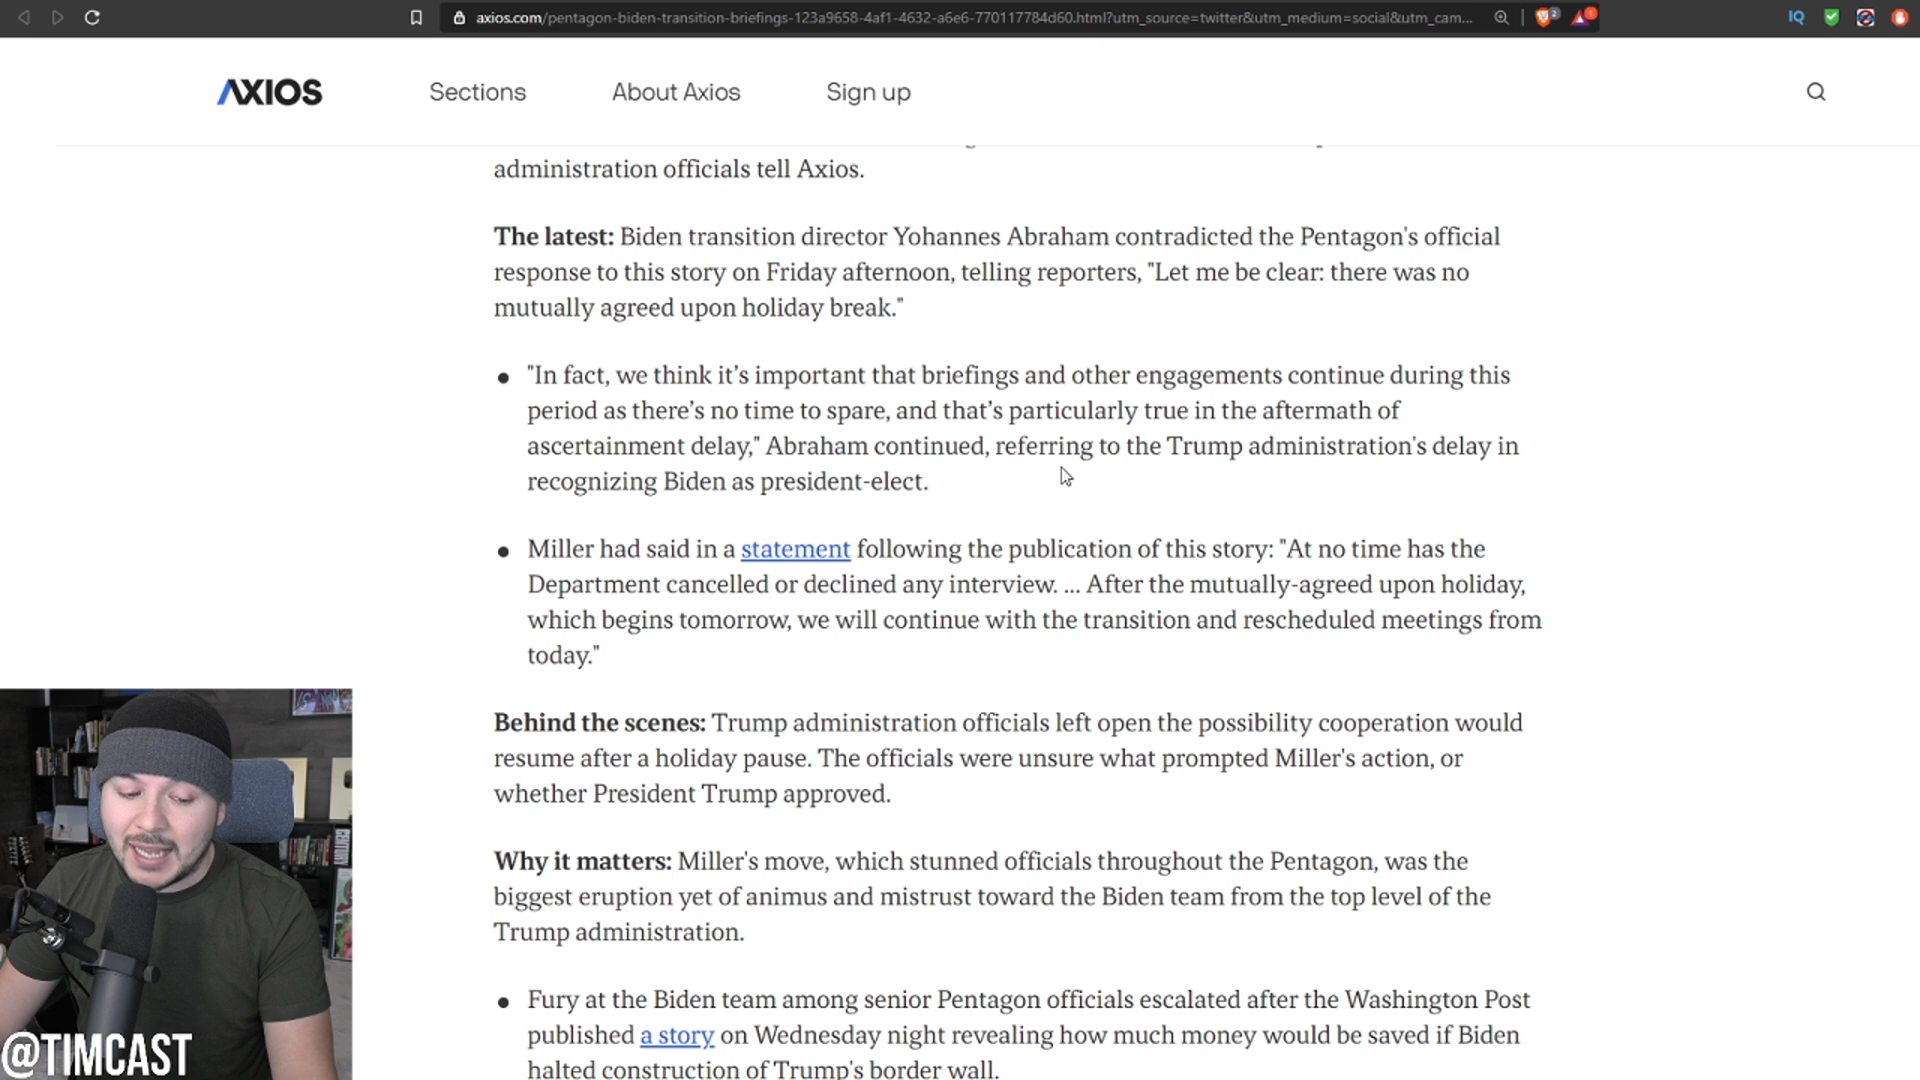 axios.com/pentagon-biden-transition-briefings-123a9658-4af1-4632-a6e6-770117784d60.html?utm_source=twitter&utm_medium=social&utm_cam...
2
1
IQ
AXIOS
Sections
About Axios
Sign up
administration officials tell Axios.
The latest: Biden transition director Yohannes Abraham contradicted the Pentagon's official
response to this story on Friday afternoon, telling reporters, "Let me be clear: there was no
mutually agreed upon holiday break."
● "In fact, we think it’s important that briefings and other engagements continue during this
period as there’s no time to spare, and that’s particularly true in the aftermath of
ascertainment delay," Abraham continued, referring to the Trump administration's delay in
recognizing Biden as president-elect.
● Miller had said in a statement following the publication of this story: "At no time has the
Department cancelled or declined any interview. ... After the mutually-agreed upon holiday,
which begins tomorrow, we will continue with the transition and rescheduled meetings from
today."
Behind the scenes: Trump administration officials left open the possibility cooperation would
resume after a holiday pause. The officials were unsure what prompted Miller's action, or
whether President Trump approved.
Why it matters: Miller's move, which stunned officials throughout the Pentagon, was the
biggest eruption yet of animus and mistrust toward the Biden team from the top level of the
Trump administration.
● Fury at the Biden team among senior Pentagon officials escalated after the Washington Post
published a story on Wednesday night revealing how much money would be saved if Biden
halted construction of Trump's border wall.
@TIMCAST